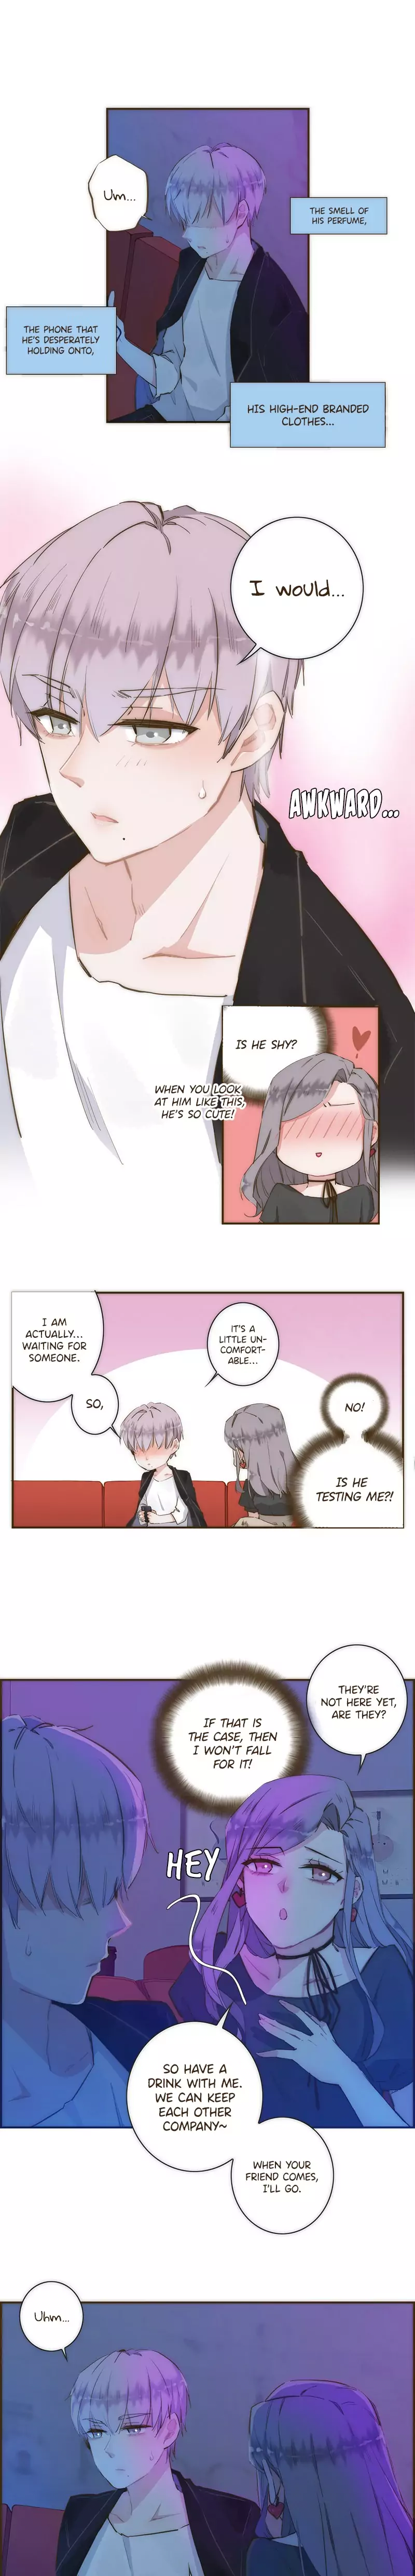 Um...
THE SMELL OF
HIS PERFUME,
THE PHONE THAT
HE'S DESPERATELY
HOLDING ONTO,
HIS HIGH-END BRANDED
CLOTHES...
I would...
AWKWARD...
IS HE SHY?
WHEN YOU LOOK
AT HIM LIKE THIS,
HE'S SO CUTE!
I AM
ACTUALLY...
WAITING FOR
SOMEONE.
SO,
IT'S A
LITTLE UN-
COMFORT-
ABLE...
NO!
IS HE
TESTING ME?!
THEY'RE
NOT HERE YET,
ARE THEY?
IF THAT IS
THE CASE, THEN
I WON'T FALL
FOR IT!
HEY
SO HAVE A
DRINK WITH ME.
WE CAN KEEP
EACH OTHER
COMPANY~
WHEN YOUR
FRIEND COMES,
I'LL GO.
Uhm...